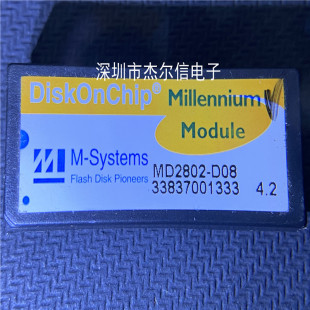 深圳市杰尔信电子
DiskOnChip® Millennium
Module
M-Systems
Flash Disk Pioneers
MD2802-D08
33837001333 4.2